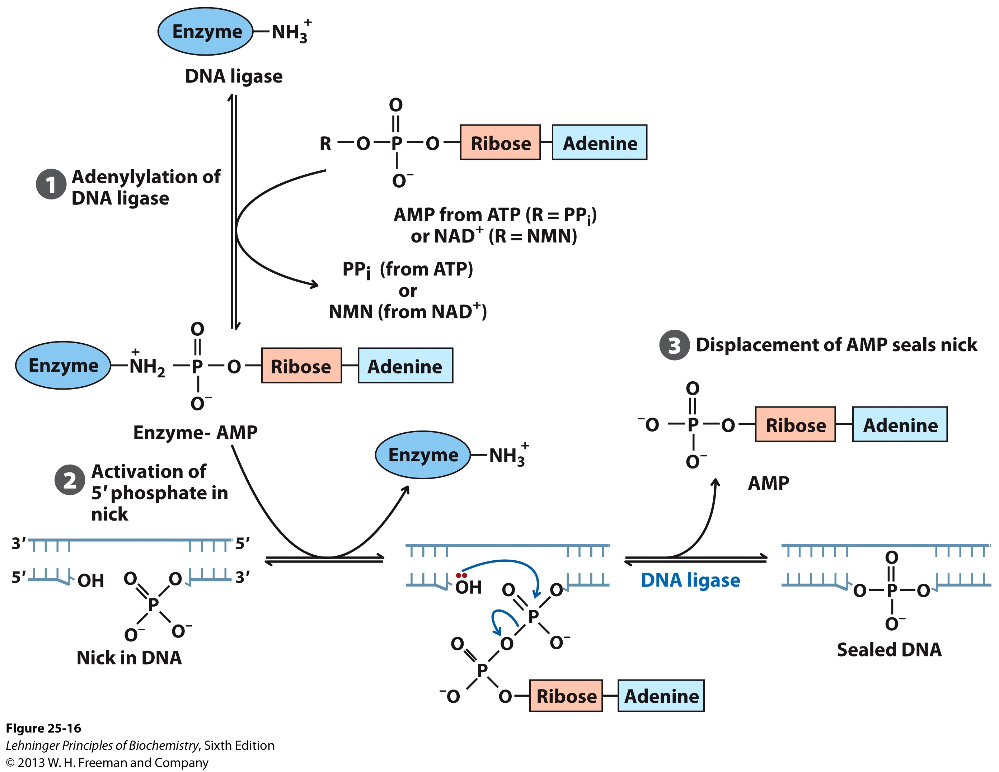 Enzyme—NH₃⁺
DNA ligase
O
R—O—P—O—Ribose—Adenine
O⁻
1 Adenylylation of
DNA ligase
AMP from ATP (R = PPᵢ)
or NAD⁺ (R = NMN)
PPᵢ (from ATP)
or
NMN (from NAD⁺)
O
Enzyme—N⁺H₂—P—O—Ribose—Adenine
O⁻
Enzyme- AMP
2 Activation of
5′ phosphate in
nick
Enzyme—NH₃⁺
3 Displacement of AMP seals nick
O
⁻O—P—O—Ribose—Adenine
O⁻
AMP
3′ 5′
5′ OH O O 3′
P
O⁻ O⁻
Nick in DNA
OH
O O
P
O O⁻
O
P
⁻O O—Ribose—Adenine
DNA ligase
O
O—P—O
O⁻
Sealed DNA
FIgure 25-16
Lehninger Principles of Biochemistry, Sixth Edition
© 2013 W. H. Freeman and Company